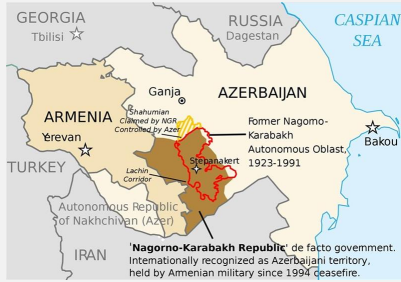 GEORGIA
Tbilisi
RUSSIA
Dagestan
CASPIAN
SEA
Ganja
AZERBAIJAN
Shahumian
Claimed by NGR
Controlled by Azer
ARMENIA
Yerevan
Former Nagorno-
Karabakh
Autonomous Oblast,
1923-1991
Bakou
Stepanakert
TURKEY
Lachin
Corridor
Autonomous Republic
of Nakhchivan (Azer)
IRAN
'Nagorno-Karabakh Republic' de facto government.
Internationally recognized as Azerbaijani territory,
held by Armenian military since 1994 ceasefire.